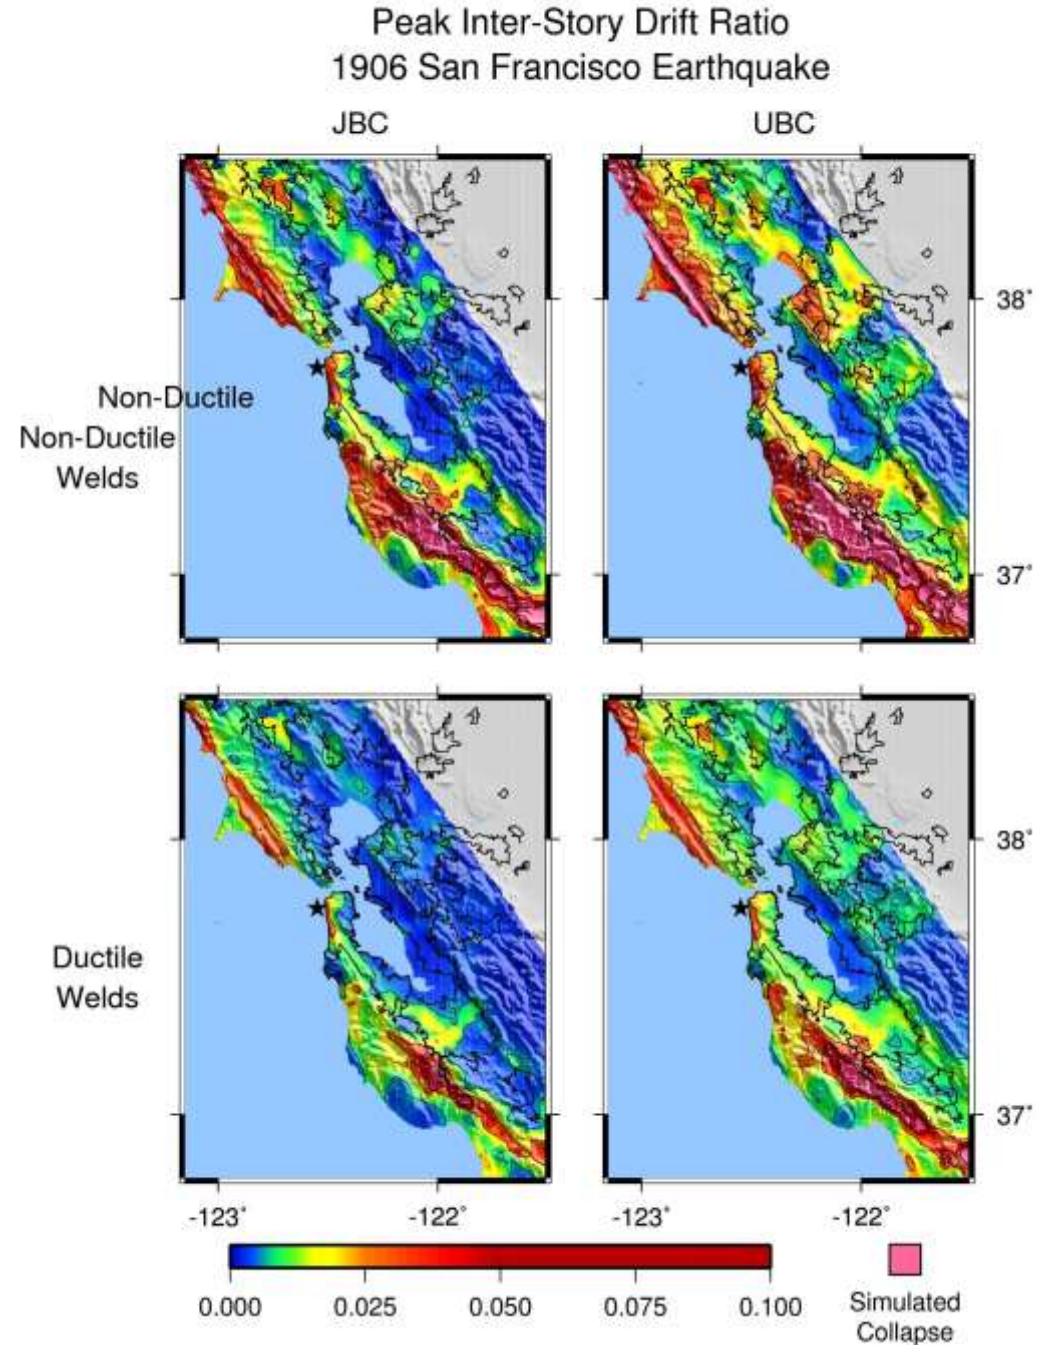 Peak Inter-Story Drift Ratio
1906 San Francisco Earthquake
JBC UBC
38˚
Non-Ductile
Non-Ductile
Welds
37˚
38˚
Ductile
Welds
37˚
-123˚ -122˚ -123˚ -122˚
0.000 0.025 0.050 0.075 0.100
Simulated
Collapse